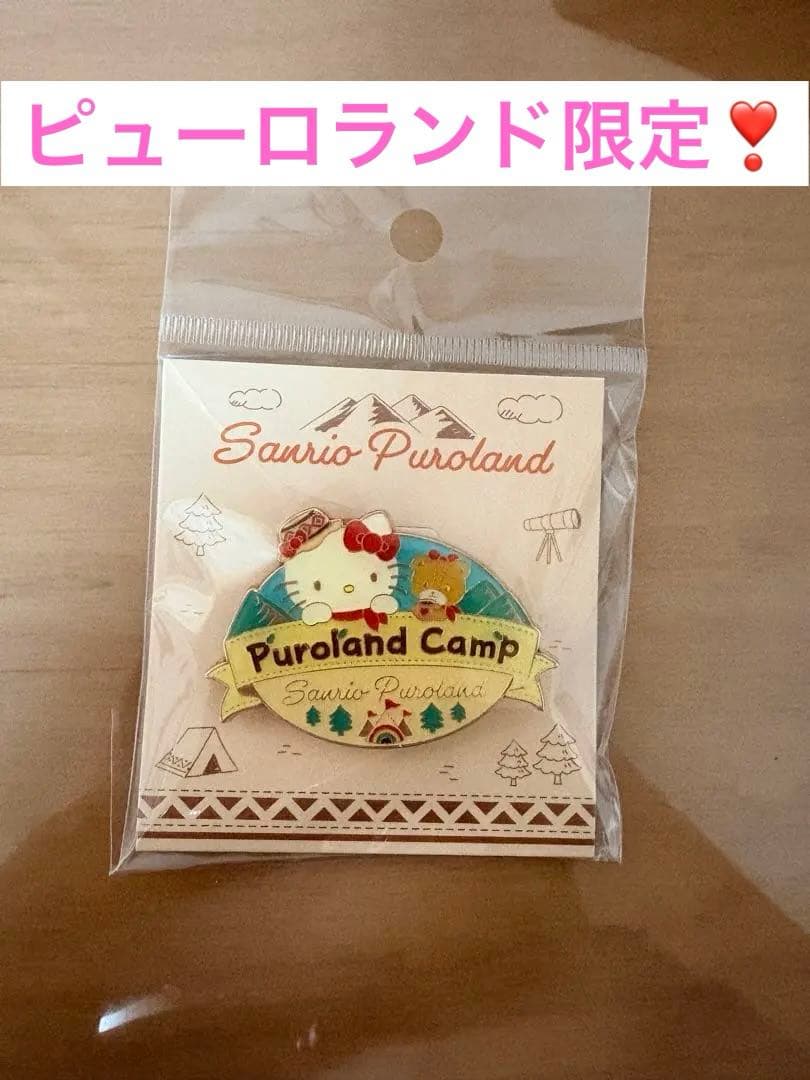 ピューロランド限定❣
Sanrio Puroland
Puroland Camp
Sanrio Puroland